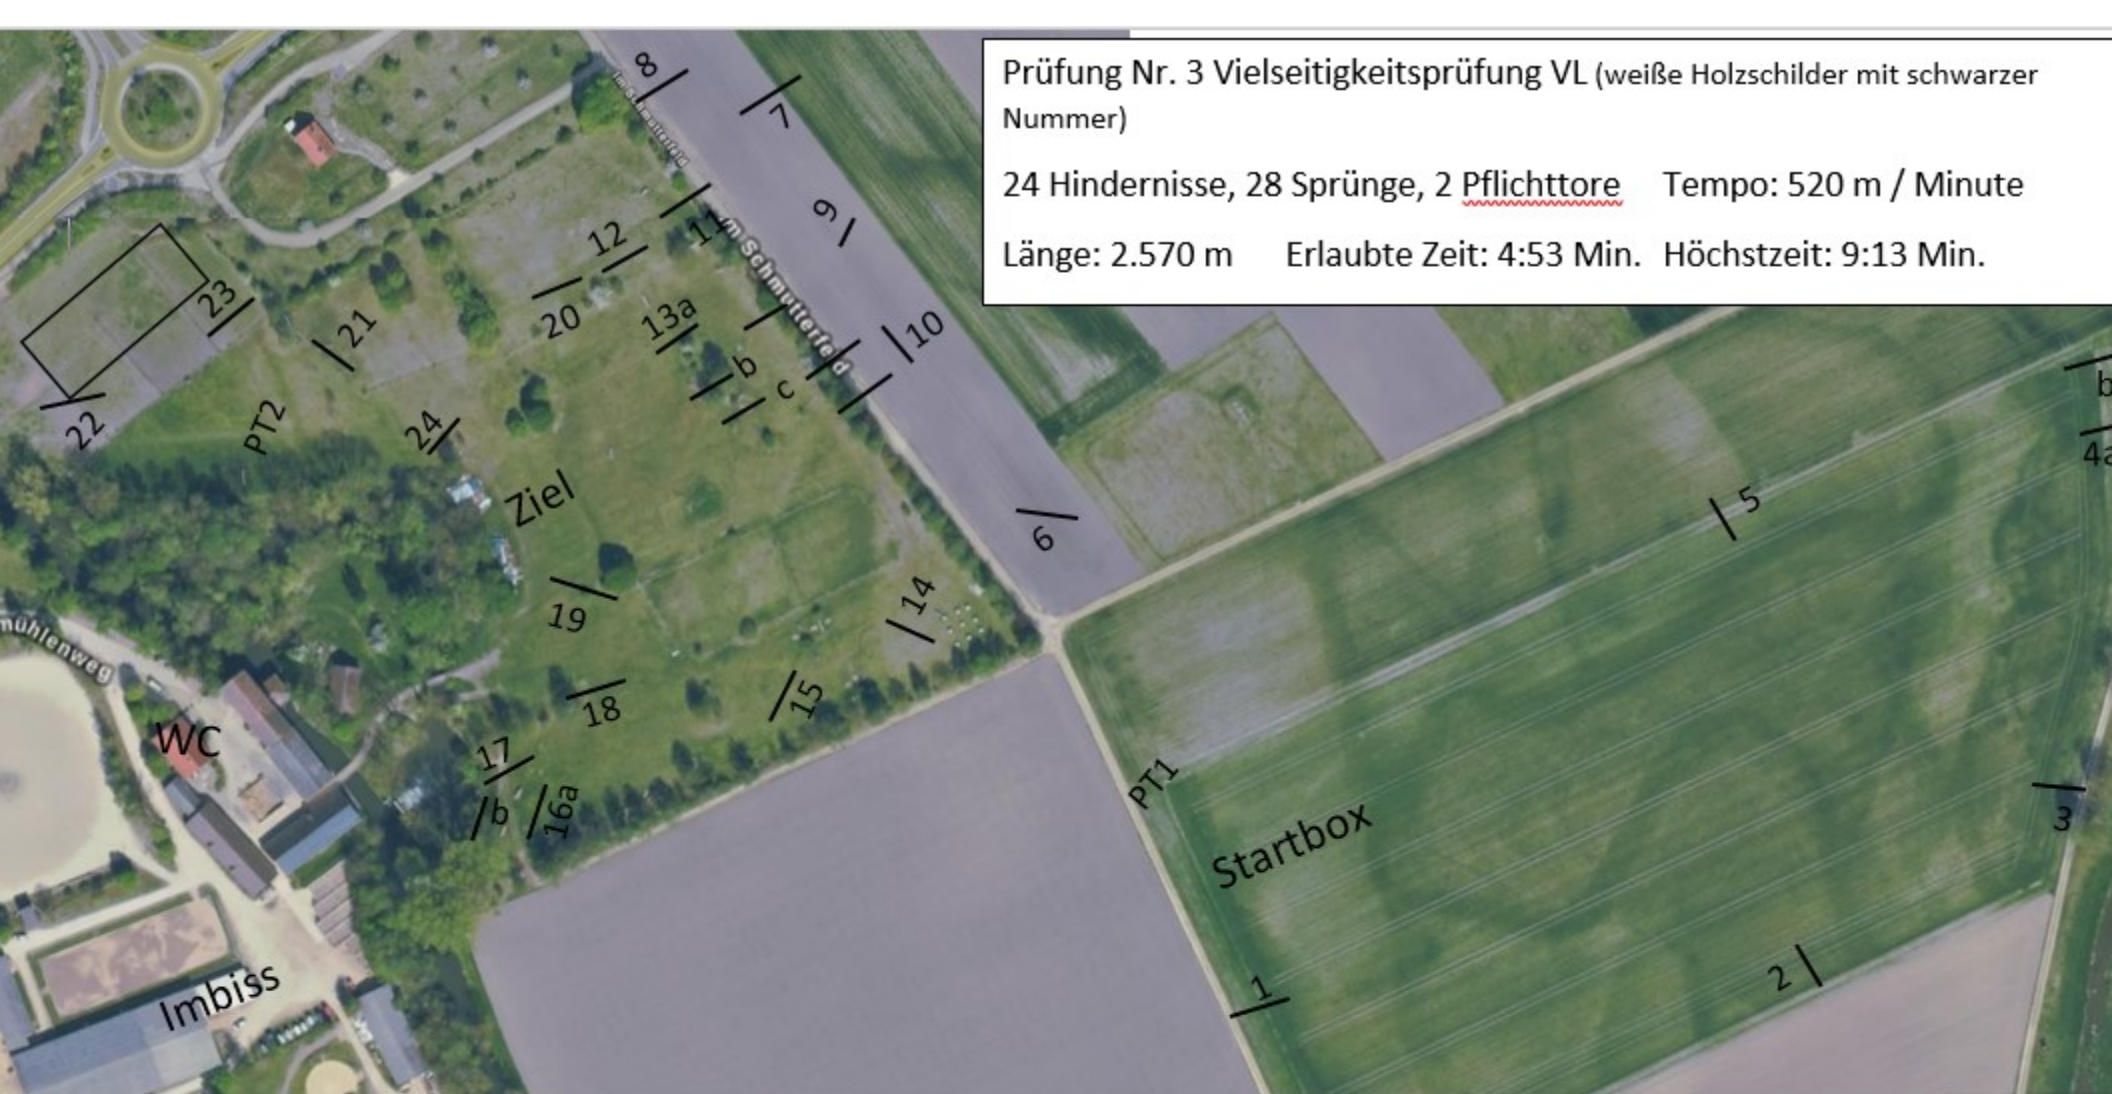 Prüfung Nr. 3 Vielseitigkeitsprüfung VL (weiße Holzschilder mit schwarzer
Nummer)
24 Hindernisse, 28 Sprünge, 2 Pflichttore Tempo: 520 m / Minute
Länge: 2.570 m Erlaubte Zeit: 4:53 Min. Höchstzeit: 9:13 Min.
8
Im Schmutterfeld
7
9
11
Im Schmutterfeld
12
10
23
21
20
13a
b
c
b
4a
22
PT2
24
Ziel
5
6
14
19
mühlenweg
WC
18
15
17
b
16a
PT1
Startbox
3
Imbiss
1
2